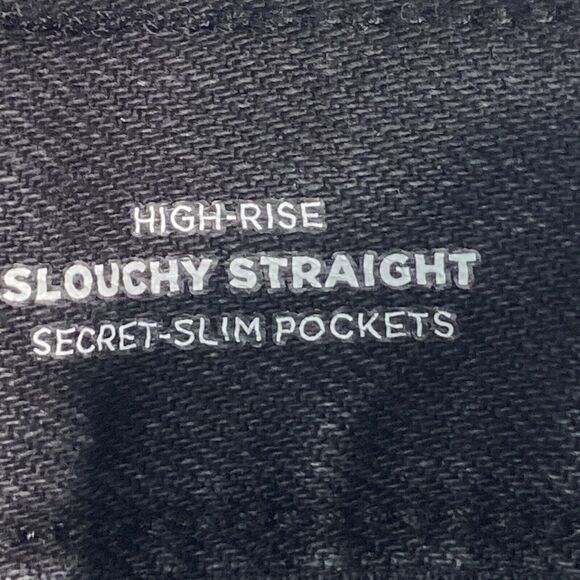 HIGH-RISE
SLOUCHY STRAIGHT
SECRET-SLIM POCKETS